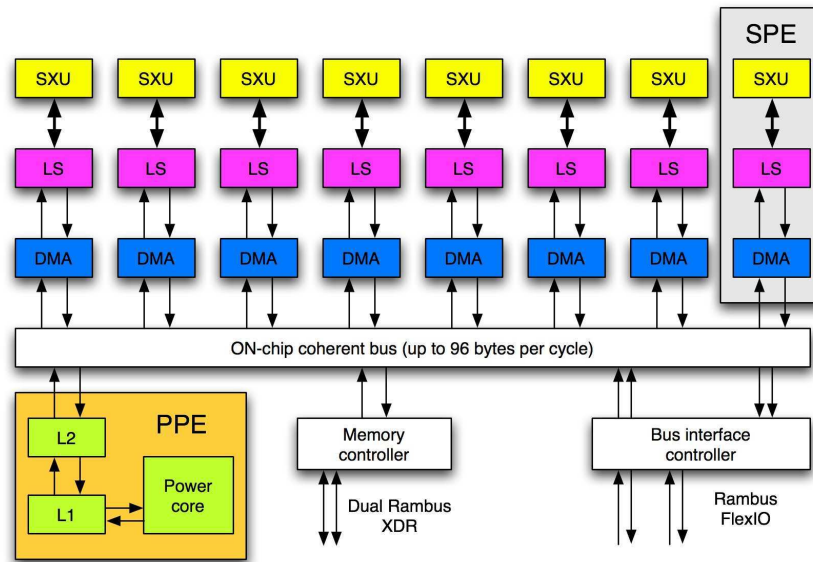 SPE
SXU SXU SXU SXU SXU SXU SXU SXU
LS LS LS LS LS LS LS LS
DMA DMA DMA DMA DMA DMA DMA DMA
ON-chip coherent bus (up to 96 bytes per cycle)
PPE
L2
L1
Power
core
Memory
controller
Dual Rambus
XDR
Bus interface
controller
Rambus
FlexIO